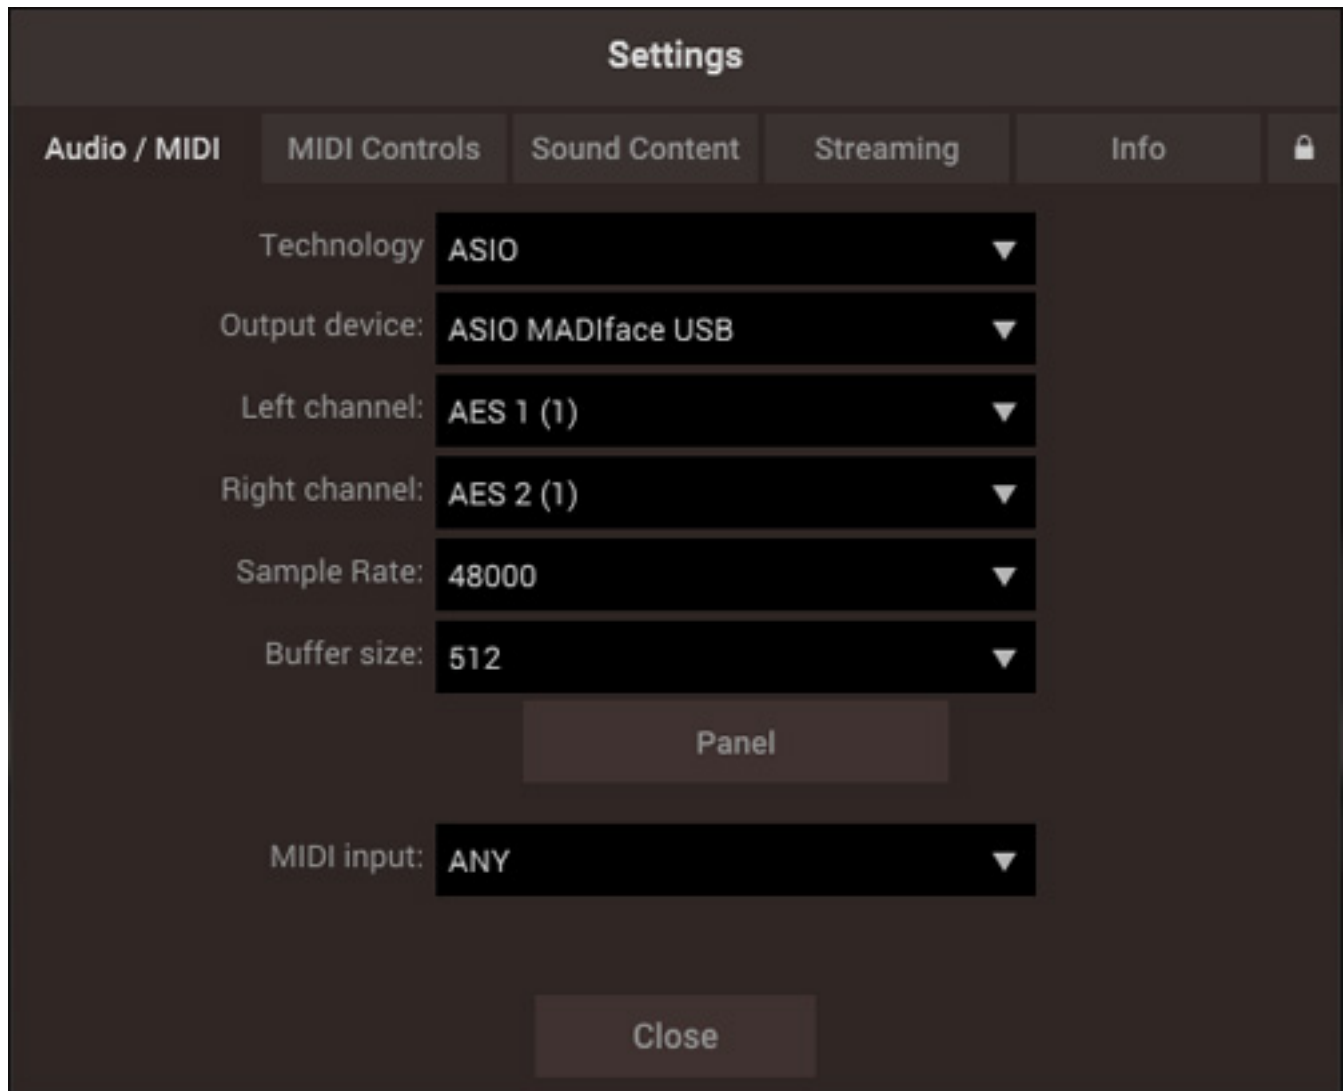 Settings
Audio / MIDI MIDI Controls Sound Content Streaming Info
Technology ASIO
Output device: ASIO MADIface USB
Left channel: AES 1 (1)
Right channel: AES 2 (1)
Sample Rate: 48000
Buffer size: 512
Panel
MIDI input: ANY
Close